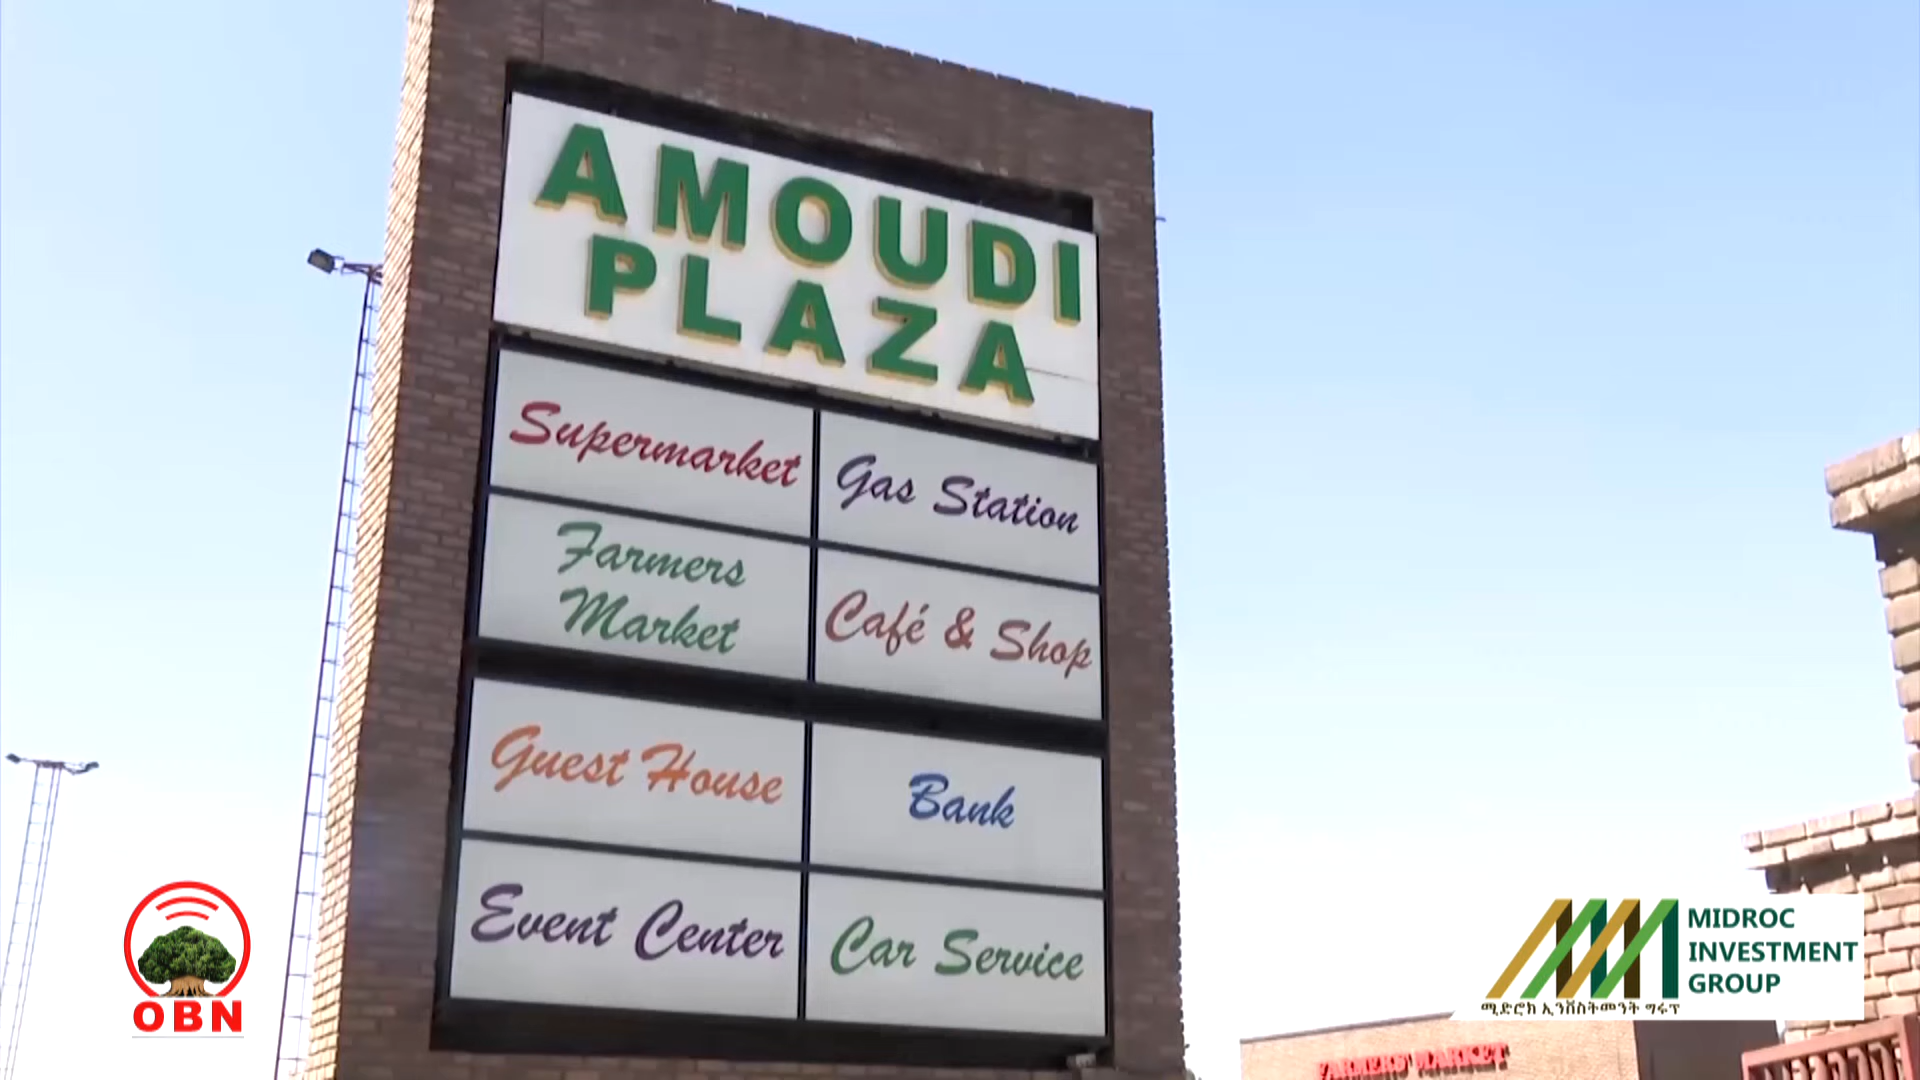 AMOUDI
PLAZA
Supermarket
Gas Station
Farmers
Market
Café & Shop
Guest House
Bank
Event Center
Car Service
OBN
MIDROC
INVESTMENT
GROUP
ሚድሮክ ኢንቨስትመንት ግሩፕ
FARMERS' MARKET